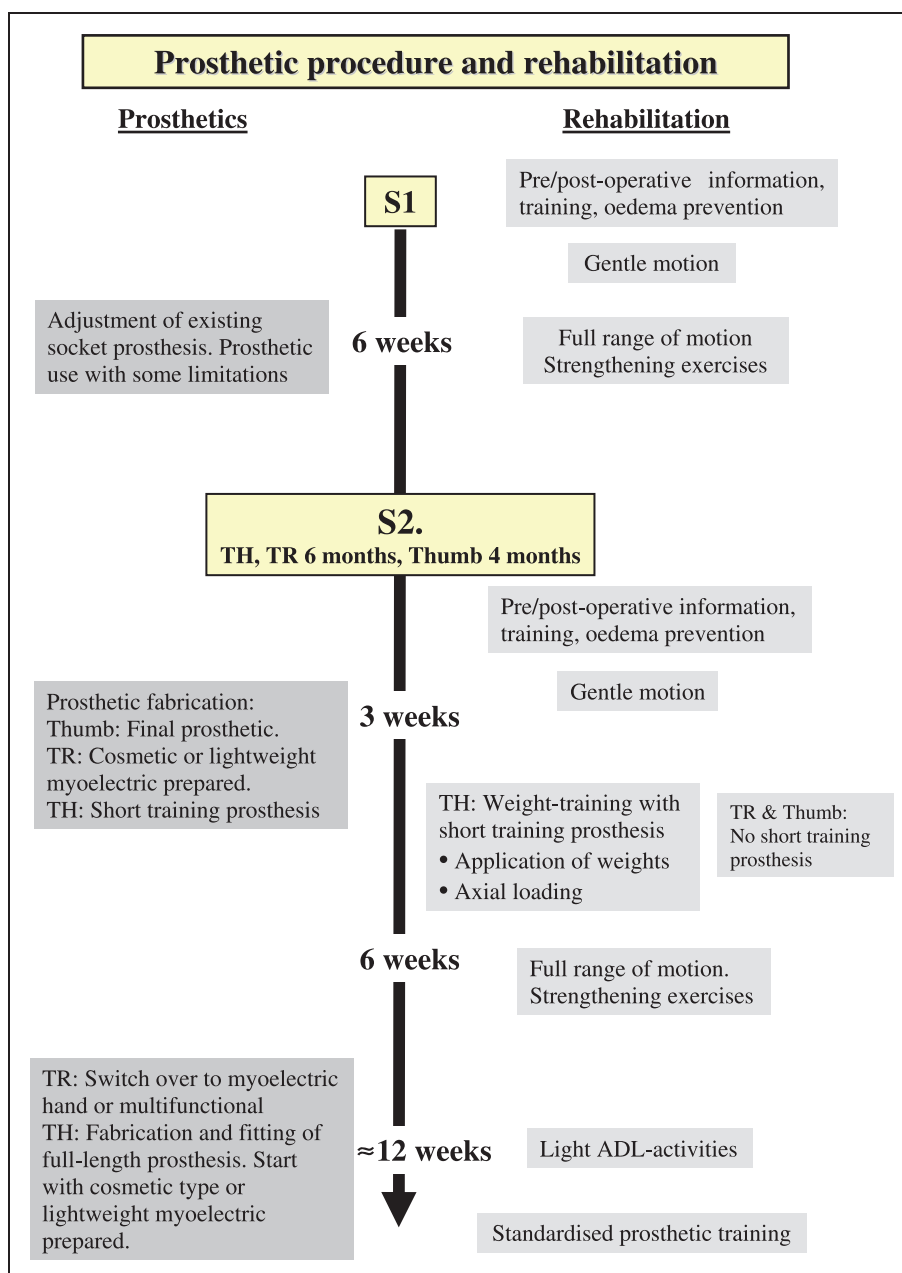 Prosthetic procedure and rehabilitation
Prosthetics
Rehabilitation
S1
Pre/post-operative information,
training, oedema prevention
Gentle motion
Adjustment of existing
socket prosthesis. Prosthetic
use with some limitations
6 weeks
Full range of motion
Strengthening exercises
S2.
TH, TR 6 months, Thumb 4 months
Pre/post-operative information,
training, oedema prevention
Gentle motion
Prosthetic fabrication:
Thumb: Final prosthetic.
TR: Cosmetic or lightweight
myoelectric prepared.
TH: Short training prosthesis
3 weeks
TH: Weight-training with
short training prosthesis
• Application of weights
• Axial loading
TR & Thumb:
No short training
prosthesis
6 weeks
Full range of motion.
Strengthening exercises
TR: Switch over to myoelectric
hand or multifunctional
TH: Fabrication and fitting of
full-length prosthesis. Start
with cosmetic type or
lightweight myoelectric
prepared.
≈12 weeks
Light ADL-activities
Standardised prosthetic training